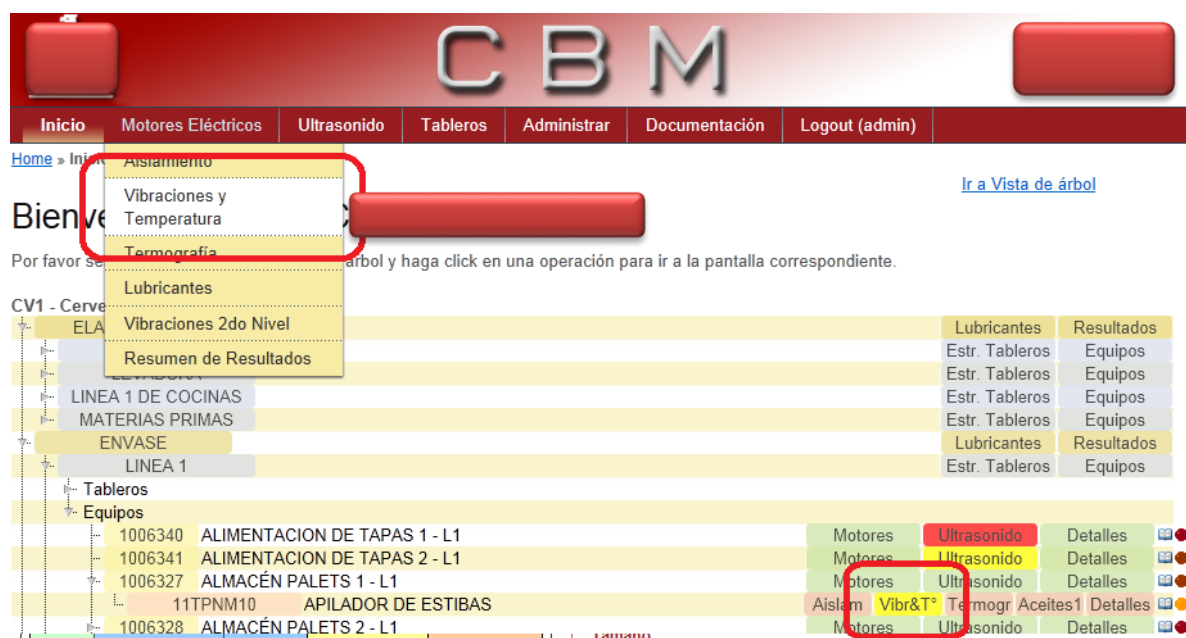 CBM
Inicio Motores Eléctricos Ultrasonido Tableros Administrar Documentación Logout (admin)
Home » Inicio
Aislamiento
Ir a Vista de árbol
Vibraciones y
Temperatura
Bienve
Termografía
Por favor se árbol y haga click en una operación para ir a la pantalla correspondiente.
Lubricantes
CV1 - Cerve
Vibraciones 2do Nivel
ELA Lubricantes Resultados
Estr. Tableros Equipos
Resumen de Resultados
LEVADURA Estr. Tableros Equipos
LINEA 1 DE COCINAS Estr. Tableros Equipos
MATERIAS PRIMAS Estr. Tableros Equipos
ENVASE Lubricantes Resultados
LINEA 1 Estr. Tableros Equipos
Tableros
Equipos
1006340 ALIMENTACION DE TAPAS 1 - L1 Motores Ultrasonido Detalles
1006341 ALIMENTACION DE TAPAS 2 - L1 Motores Ultrasonido Detalles
1006327 ALMACÉN PALETS 1 - L1 Motores Ultrasonido Detalles
11TPNM10 APILADOR DE ESTIBAS Aislam Vibr&T° Termogr Aceites1 Detalles
1006328 ALMACÉN PALETS 2 - L1 Motores Ultrasonido Detalles